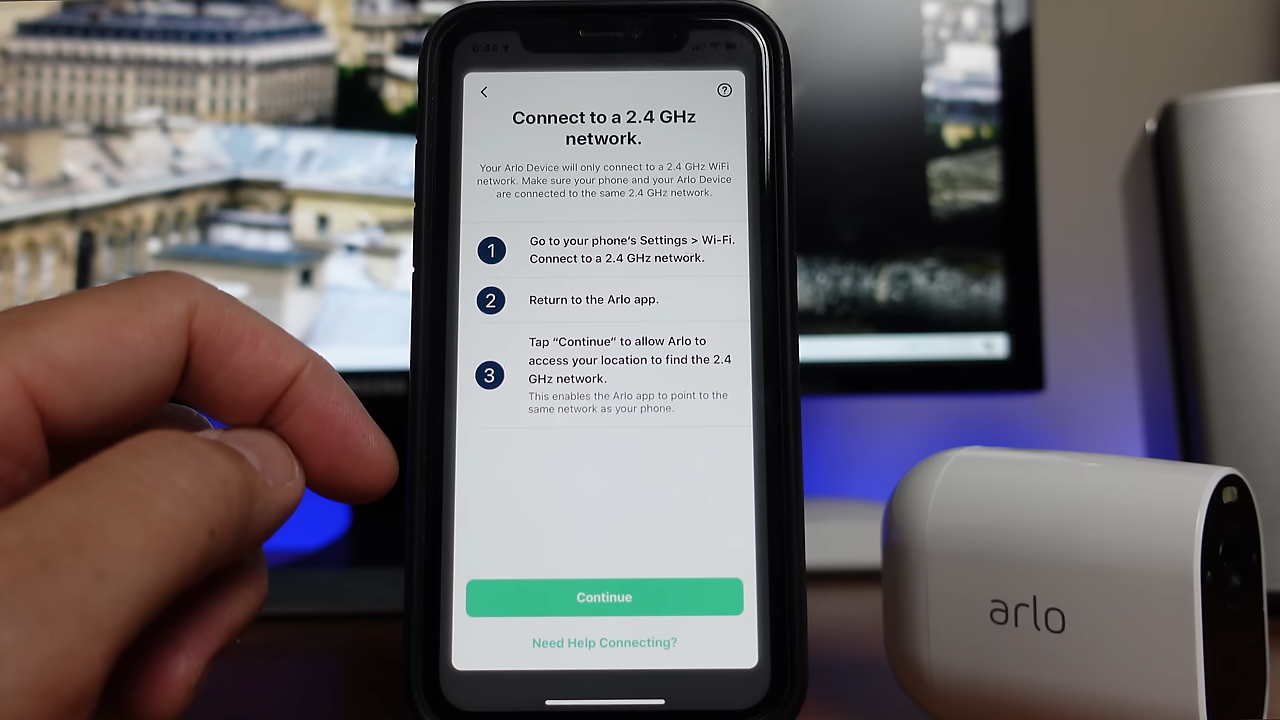 6:44
Connect to a 2.4 GHz
network.
Your Arlo Device will only connect to a 2.4 GHz WiFi
network. Make sure your phone and your Arlo Device
are connected to the same 2.4 GHz network.
1
Go to your phone's Settings > Wi-Fi.
Connect to a 2.4 GHz network.
2
Return to the Arlo app.
3
Tap "Continue" to allow Arlo to
access your location to find the 2.4
GHz network.
This enables the Arlo app to point to the
same network as your phone.
Continue
Need Help Connecting?
arlo